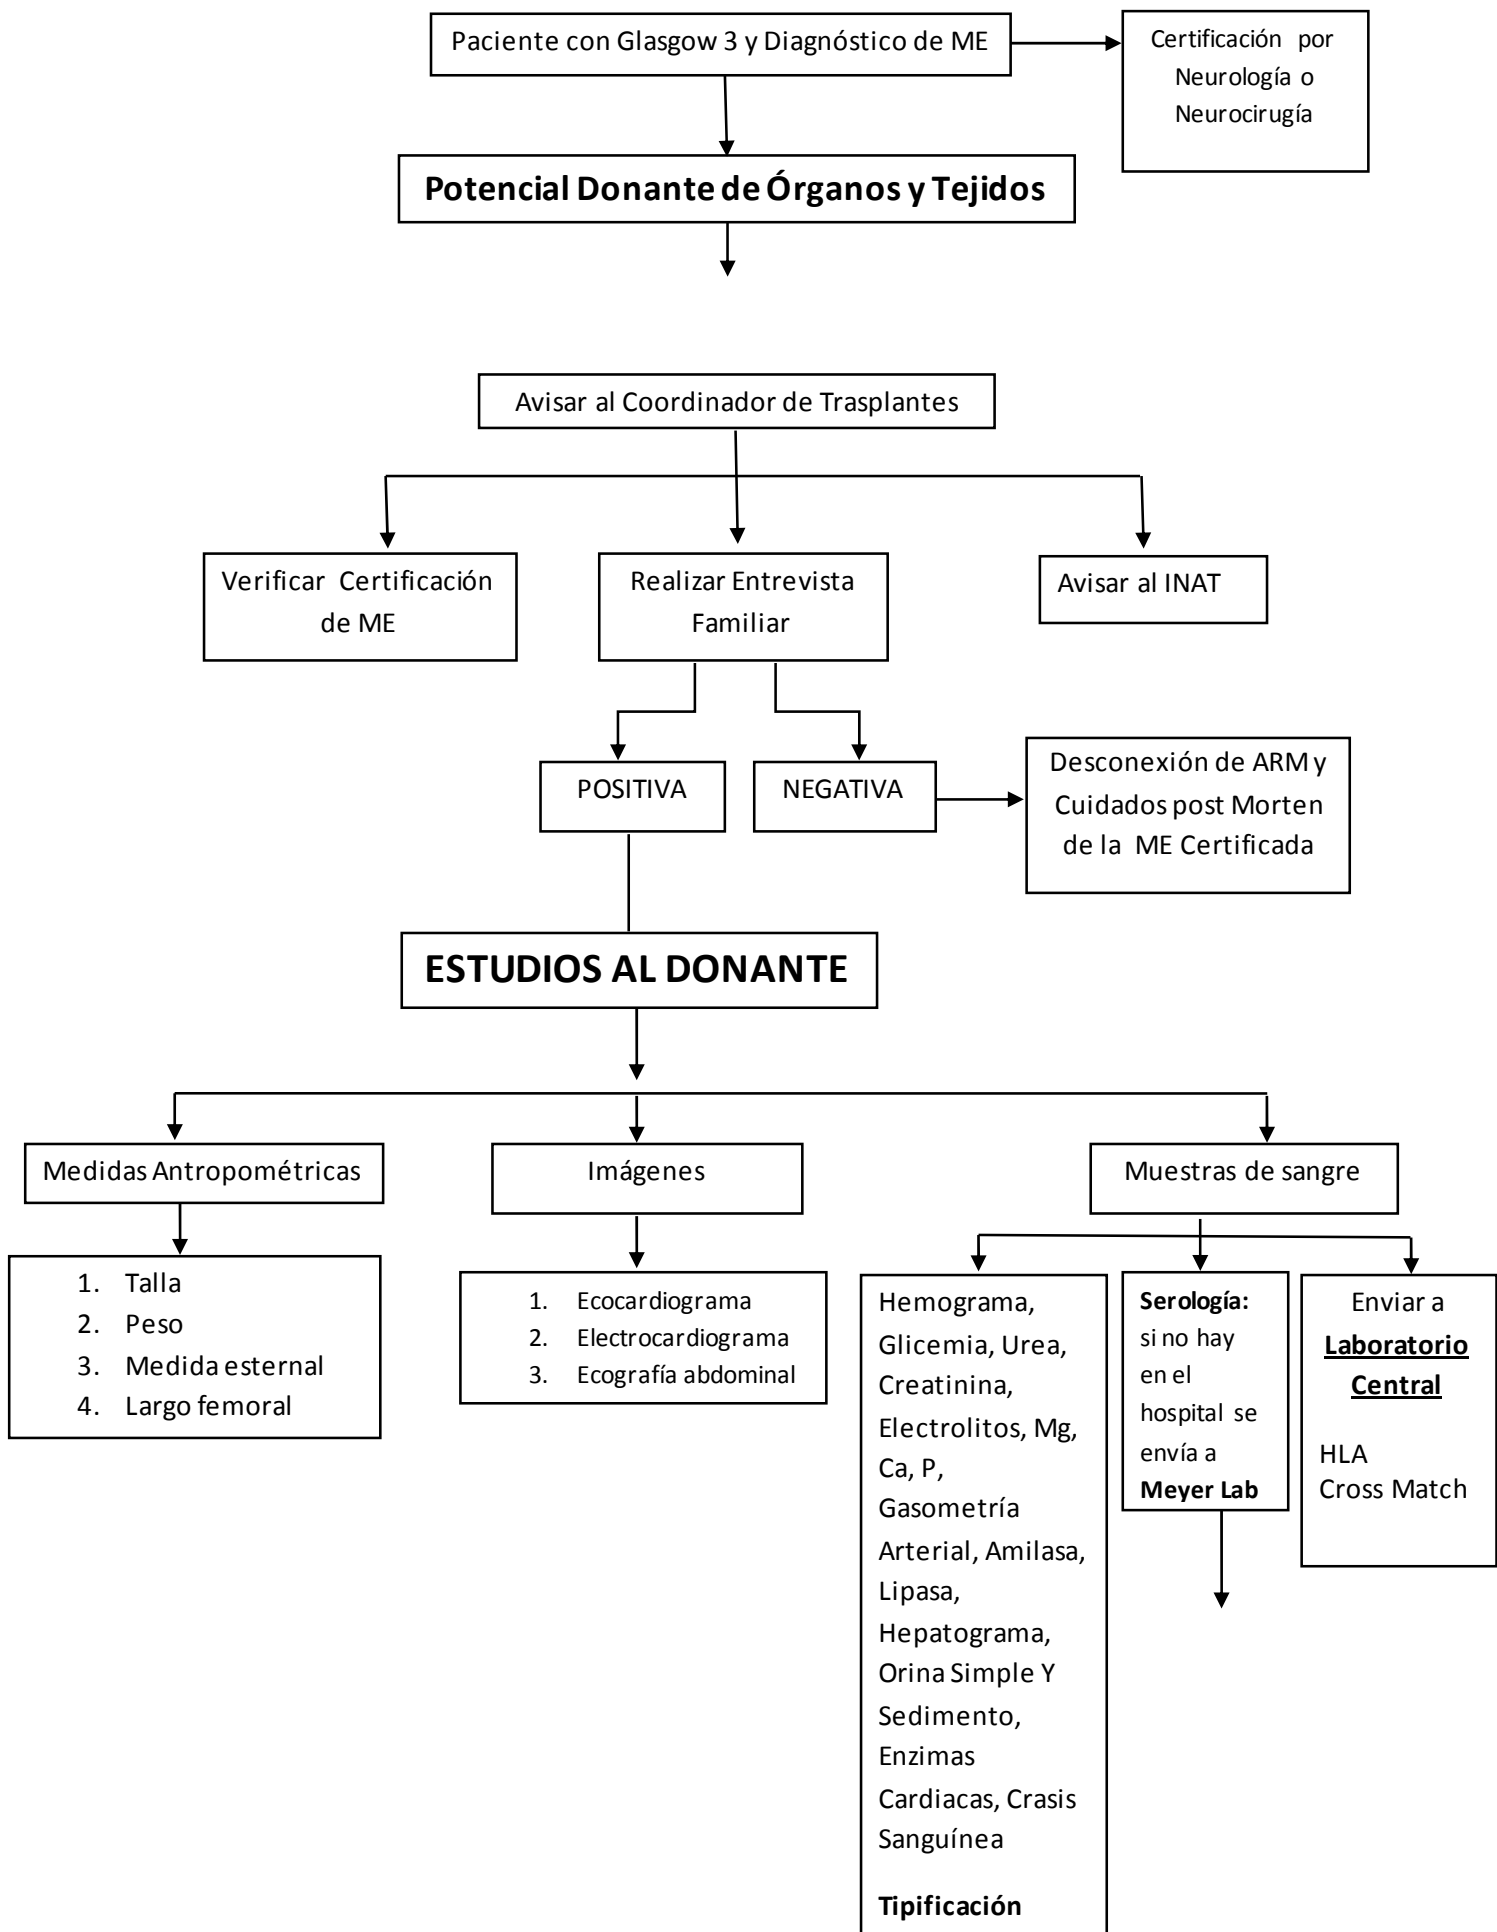 Paciente con Glasgow 3 y Diagnóstico de ME
Certificación por
Neurología o
Neurocirugía
Potencial Donante de Órganos y Tejidos
Avisar al Coordinador de Trasplantes
Verificar Certificación
de ME
Realizar Entrevista
Familiar
Avisar al INAT
POSITIVA
NEGATIVA
Desconexión de ARM y
Cuidados post Morten
de la ME Certificada
ESTUDIOS AL DONANTE
Medidas Antropométricas
Imágenes
Muestras de sangre
1. Talla
2. Peso
3. Medida esternal
4. Largo femoral
1. Ecocardiograma
2. Electrocardiograma
3. Ecografía abdominal
Hemograma,
Glicemia, Urea,
Creatinina,
Electrolitos, Mg,
Ca, P,
Gasometría
Arterial, Amilasa,
Lipasa,
Hepatograma,
Orina Simple Y
Sedimento,
Enzimas
Cardiacas, Crasis
Sanguínea
Tipificación
Serología:
si no hay
en el
hospital se
envía a
Meyer Lab
Enviar a
Laboratorio
Central
HLA
Cross Match